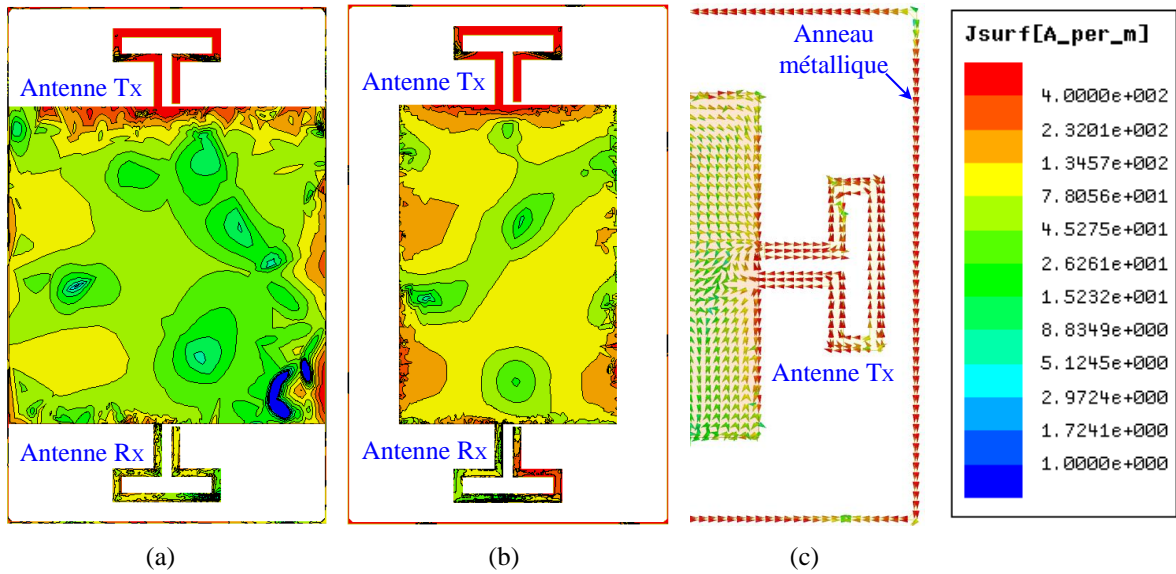 Antenne Tx
Antenne Rx
(a)
Antenne Tx
Antenne Rx
(b)
Anneau
métallique
Antenne Tx
(c)
Jsurf[A_per_m]
4.0000e+002
2.3201e+002
1.3457e+002
7.8056e+001
4.5275e+001
2.6261e+001
1.5232e+001
8.8349e+000
5.1245e+000
2.9724e+000
1.7241e+000
1.0000e+000